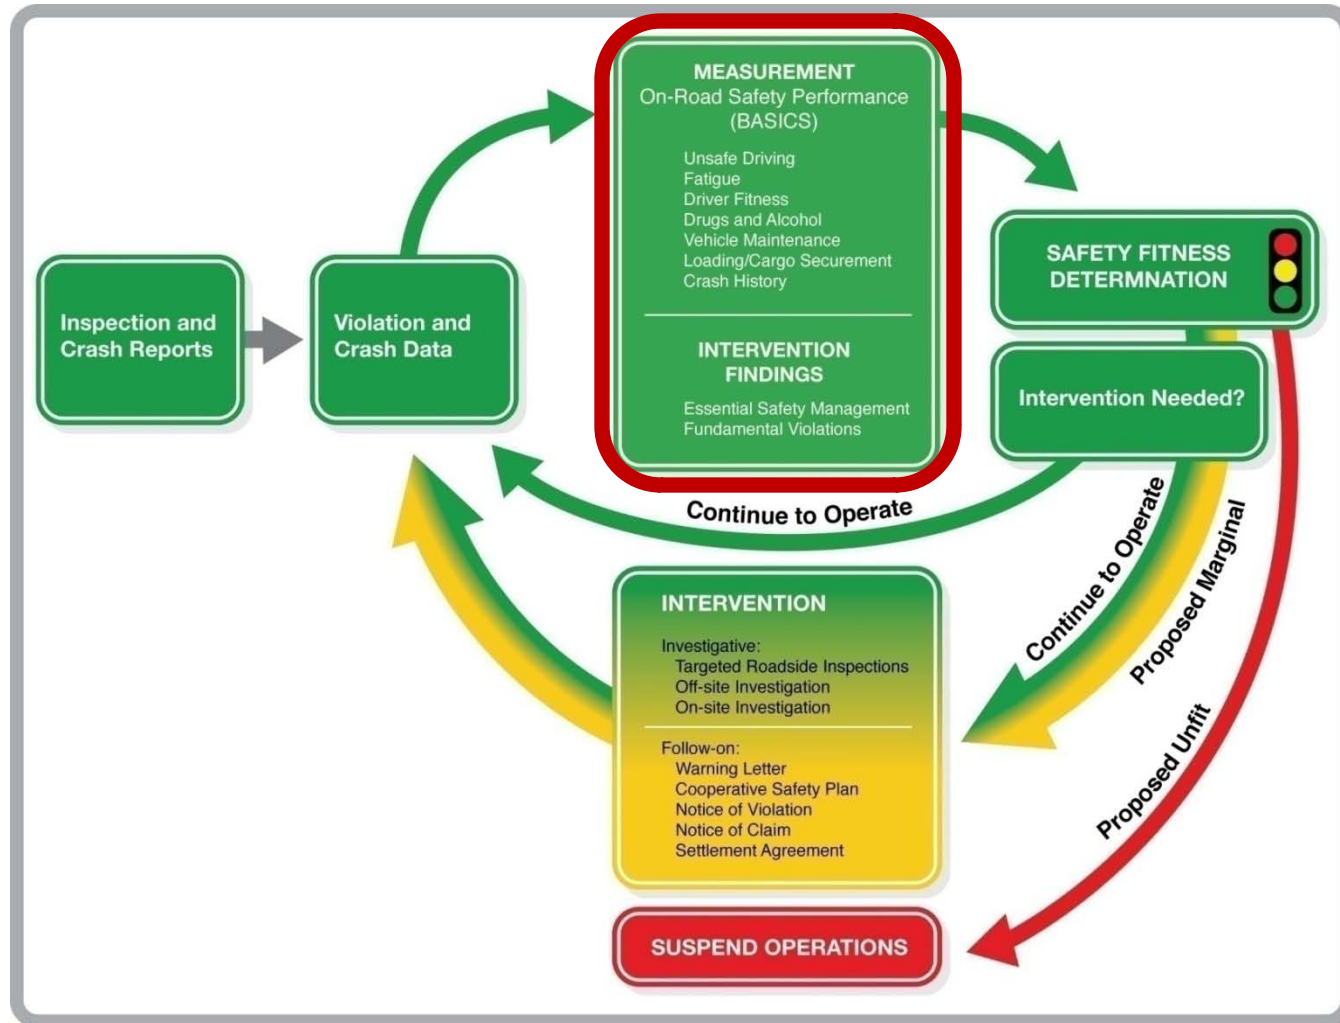 Inspection and
Crash Reports
Violation and
Crash Data
MEASUREMENT
On-Road Safety Performance
(BASICS)
Unsafe Driving
Fatigue
Driver Fitness
Drugs and Alcohol
Vehicle Maintenance
Loading/Cargo Securement
Crash History
INTERVENTION
FINDINGS
Essential Safety Management
Fundamental Violations
SAFETY FITNESS
DETERMNATION
Intervention Needed?
Continue to Operate
Continue to Operate
Proposed Marginal
Proposed Unfit
INTERVENTION
Investigative:
Targeted Roadside Inspections
Off-site Investigation
On-site Investigation
Follow-on:
Warning Letter
Cooperative Safety Plan
Notice of Violation
Notice of Claim
Settlement Agreement
SUSPEND OPERATIONS